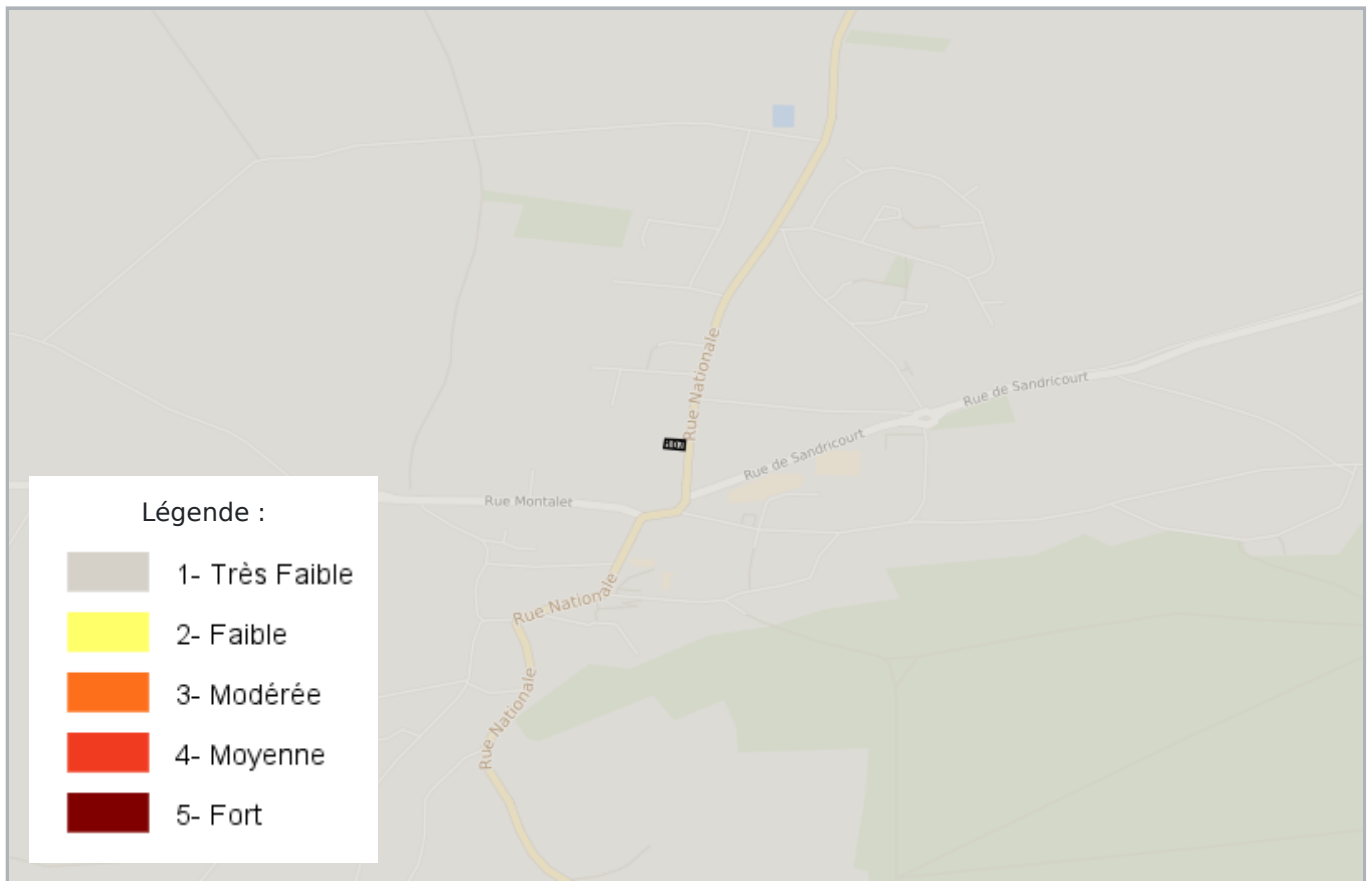 Rue Nationale
Rue de Sandricourt
Rue de Sandricourt
Rue Montalet
Rue Nationale
Rue Nationale
Légende :
1- Très Faible
2- Faible
3- Modérée
4- Moyenne
5- Fort